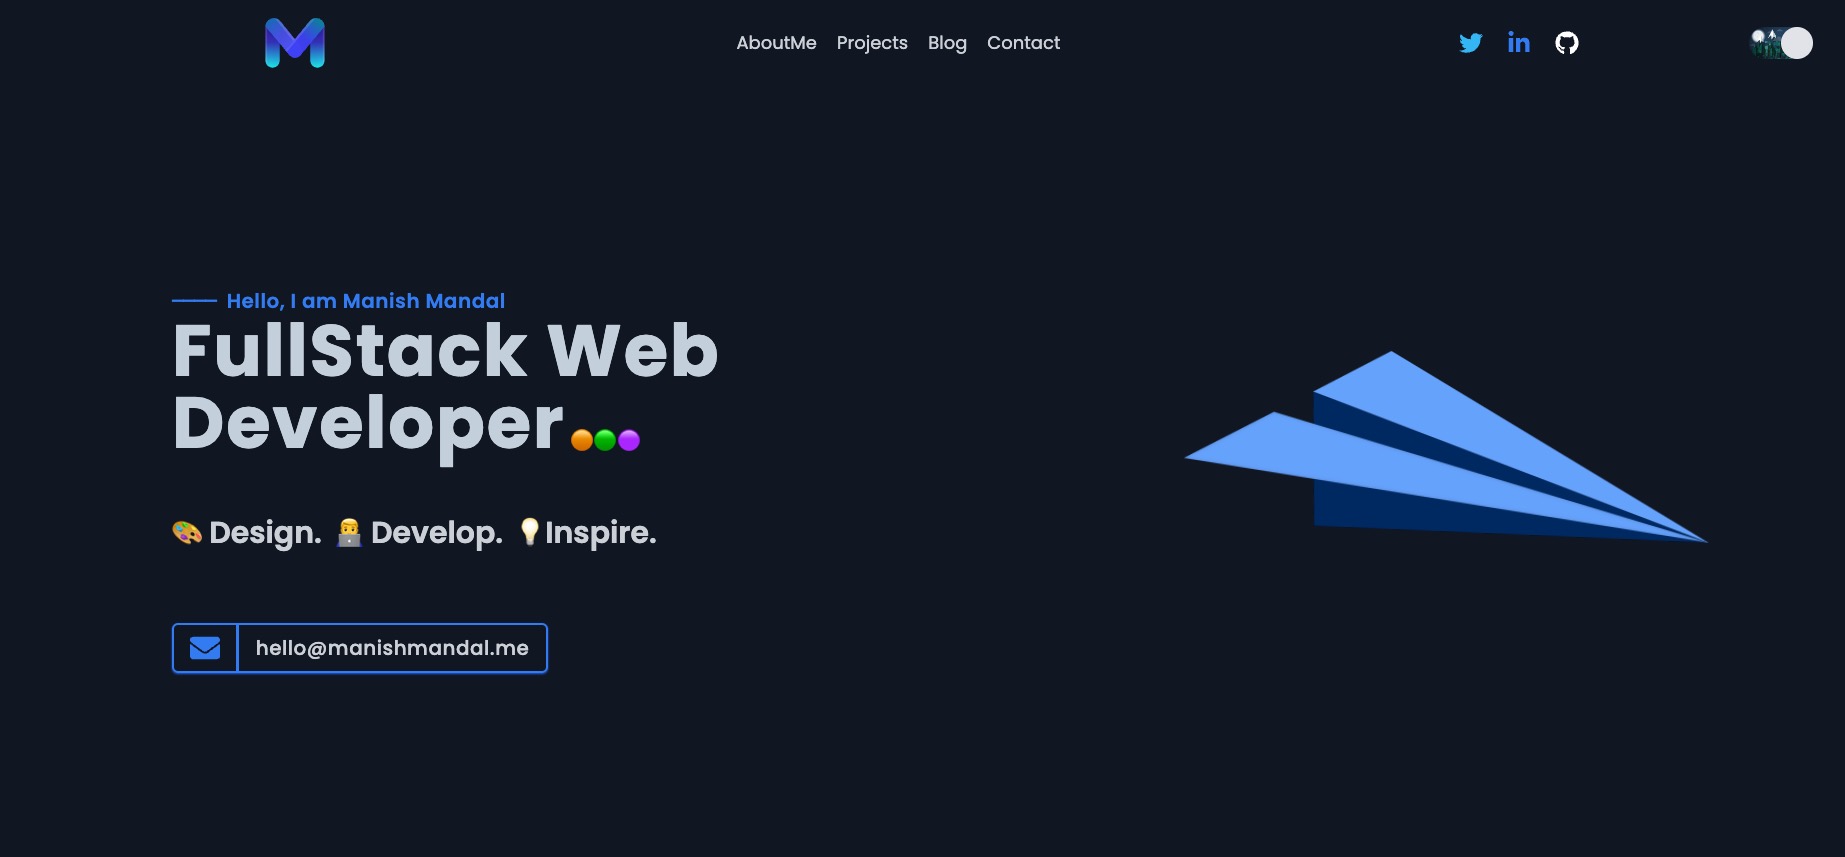 M
AboutMe Projects Blog Contact
in
Hello, I am Manish Mandal
FullStack Web
Developer
Design. Develop. Inspire.
hello@manishmandal.me